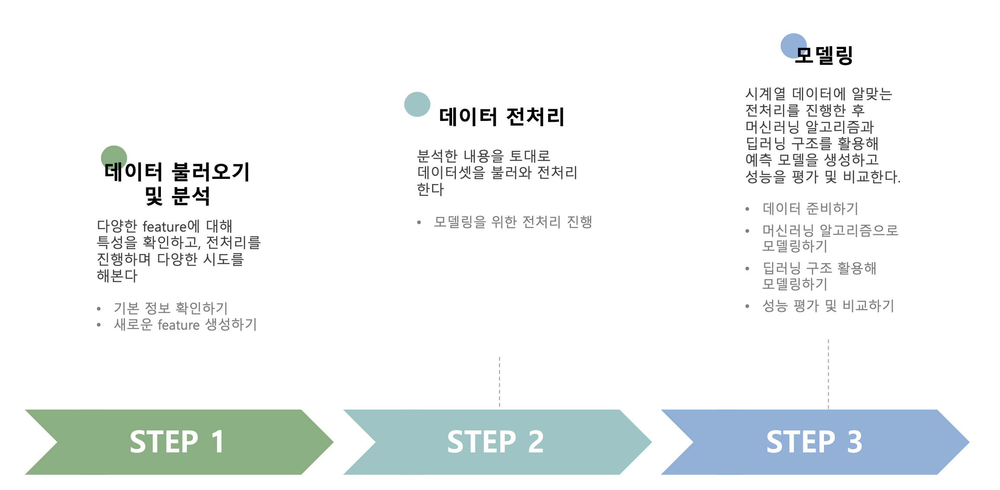 데이터 불러오기
및 분석
다양한 feature에 대해
특성을 확인하고, 전처리를
진행하며 다양한 시도를
해본다
• 기본 정보 확인하기
• 새로운 feature 생성하기
STEP 1
데이터 전처리
분석한 내용을 토대로
데이터셋을 불러와 전처리
한다
• 모델링을 위한 전처리 진행
STEP 2
모델링
시계열 데이터에 알맞는
전처리를 진행한 후
머신러닝 알고리즘과
딥러닝 구조를 활용해
예측 모델을 생성하고
성능을 평가 및 비교한다.
• 데이터 준비하기
• 머신러닝 알고리즘으로
모델링하기
• 딥러닝 구조 활용해
모델링하기
• 성능 평가 및 비교하기
STEP 3